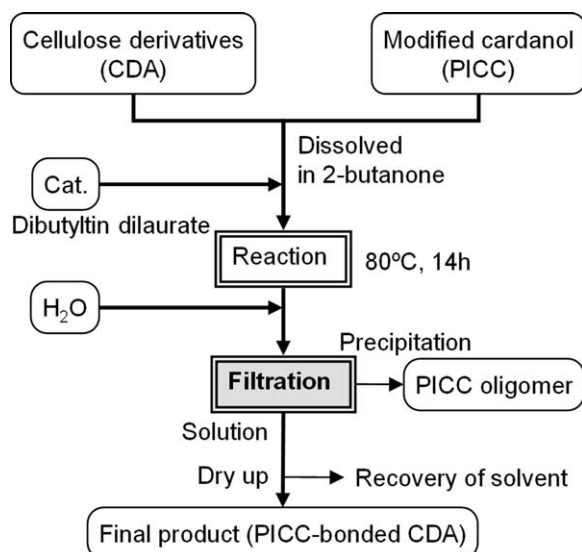 Cellulose derivatives
(CDA)
Modified cardanol
(PICC)
Dissolved
in 2-butanone
Cat.
Dibutyltin dilaurate
Reaction
80ºC, 14h
H₂O
Precipitation
Filtration
PICC oligomer
Solution
Dry up
Recovery of solvent
Final product (PICC-bonded CDA)